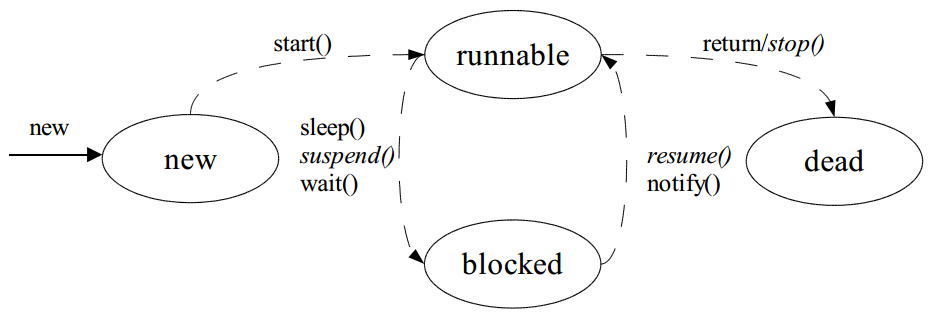 start()
runnable
return/stop()
new
new
sleep()
suspend()
wait()
resume()
notify()
dead
blocked